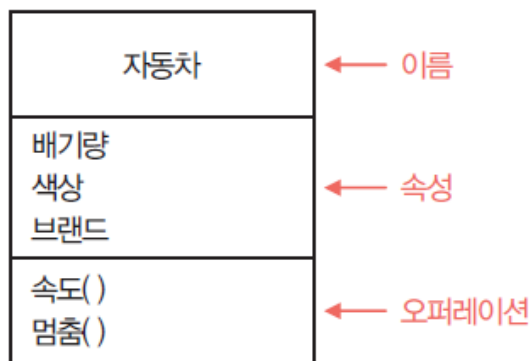 자동차
이름
배기량
색상
브랜드
속성
속도( )
멈춤( )
오퍼레이션